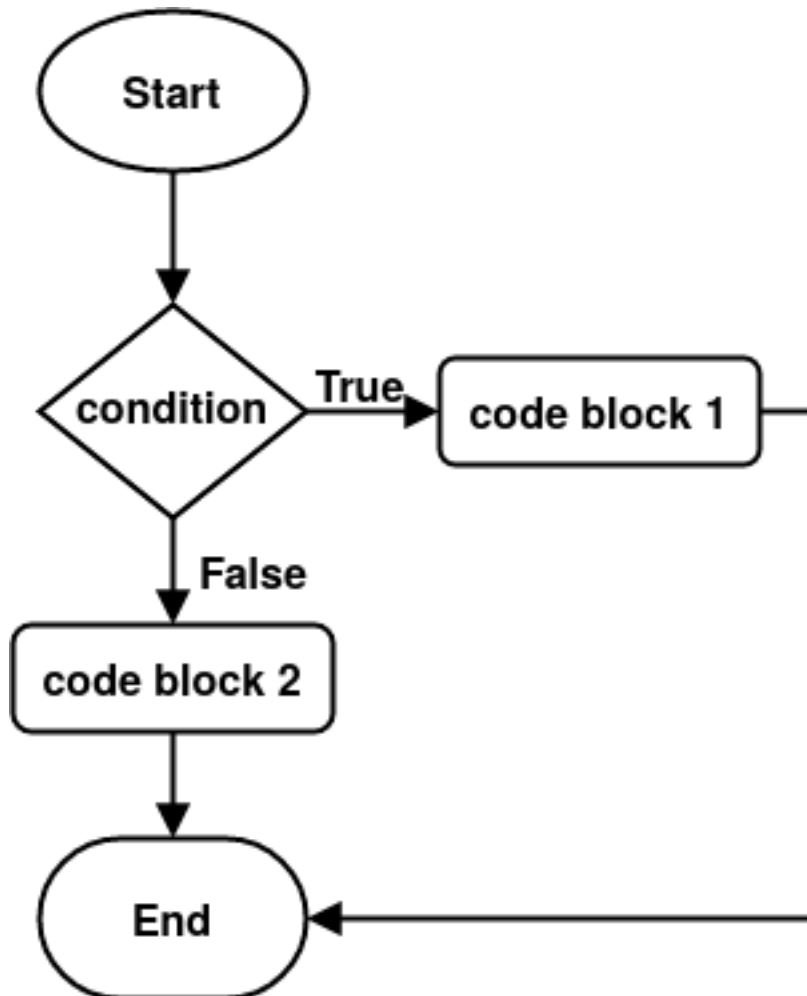 Start
condition
True
code block 1
False
code block 2
End